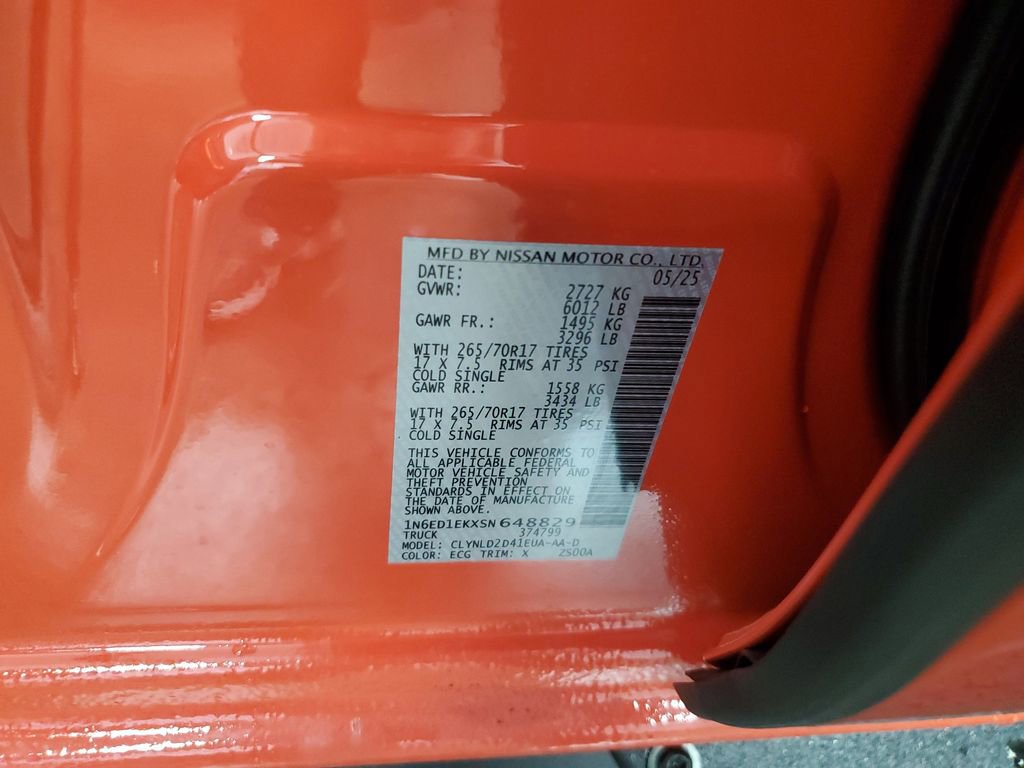 MFD BY NISSAN MOTOR CO., LTD.
DATE: 05/25
GVWR: 2727 KG
6012 LB
GAWR FR.: 1495 KG
3296 LB
WITH 265/70R17 TIRES
17 X 7.5 RIMS AT 35 PSI
COLD SINGLE
GAWR RR.: 1558 KG
3434 LB
WITH 265/70R17 TIRES
17 X 7.5 RIMS AT 35 PSI
COLD SINGLE
THIS VEHICLE CONFORMS TO
ALL APPLICABLE FEDERAL
MOTOR VEHICLE SAFETY AND
THEFT PREVENTION
STANDARDS IN EFFECT ON
THE DATE OF MANUFACTURE
SHOWN ABOVE.
1N6ED1EKXSN648829
TRUCK 374799
MODEL: CLYNLD2D41EUA-AA-D
COLOR: ECG TRIM: X ZS00A